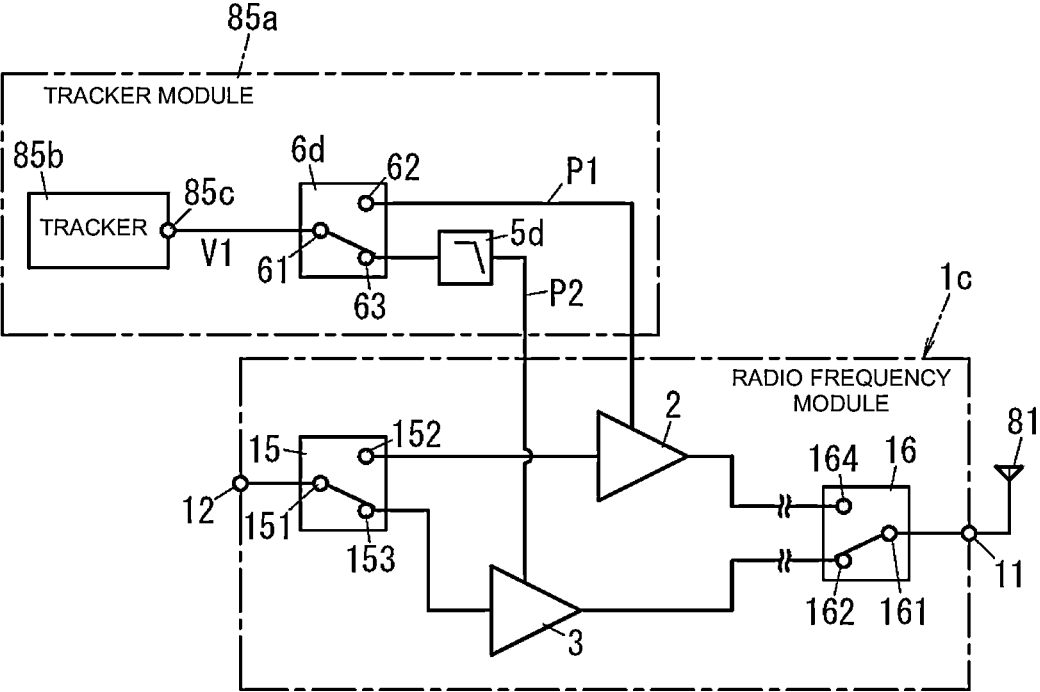 85a
TRACKER MODULE
85b
85c
6d
62
P1
TRACKER
V1
61
63
5d
P2
1c
RADIO FREQUENCY
MODULE
2
81
15
152
164
16
12
151
153
11
162
161
3